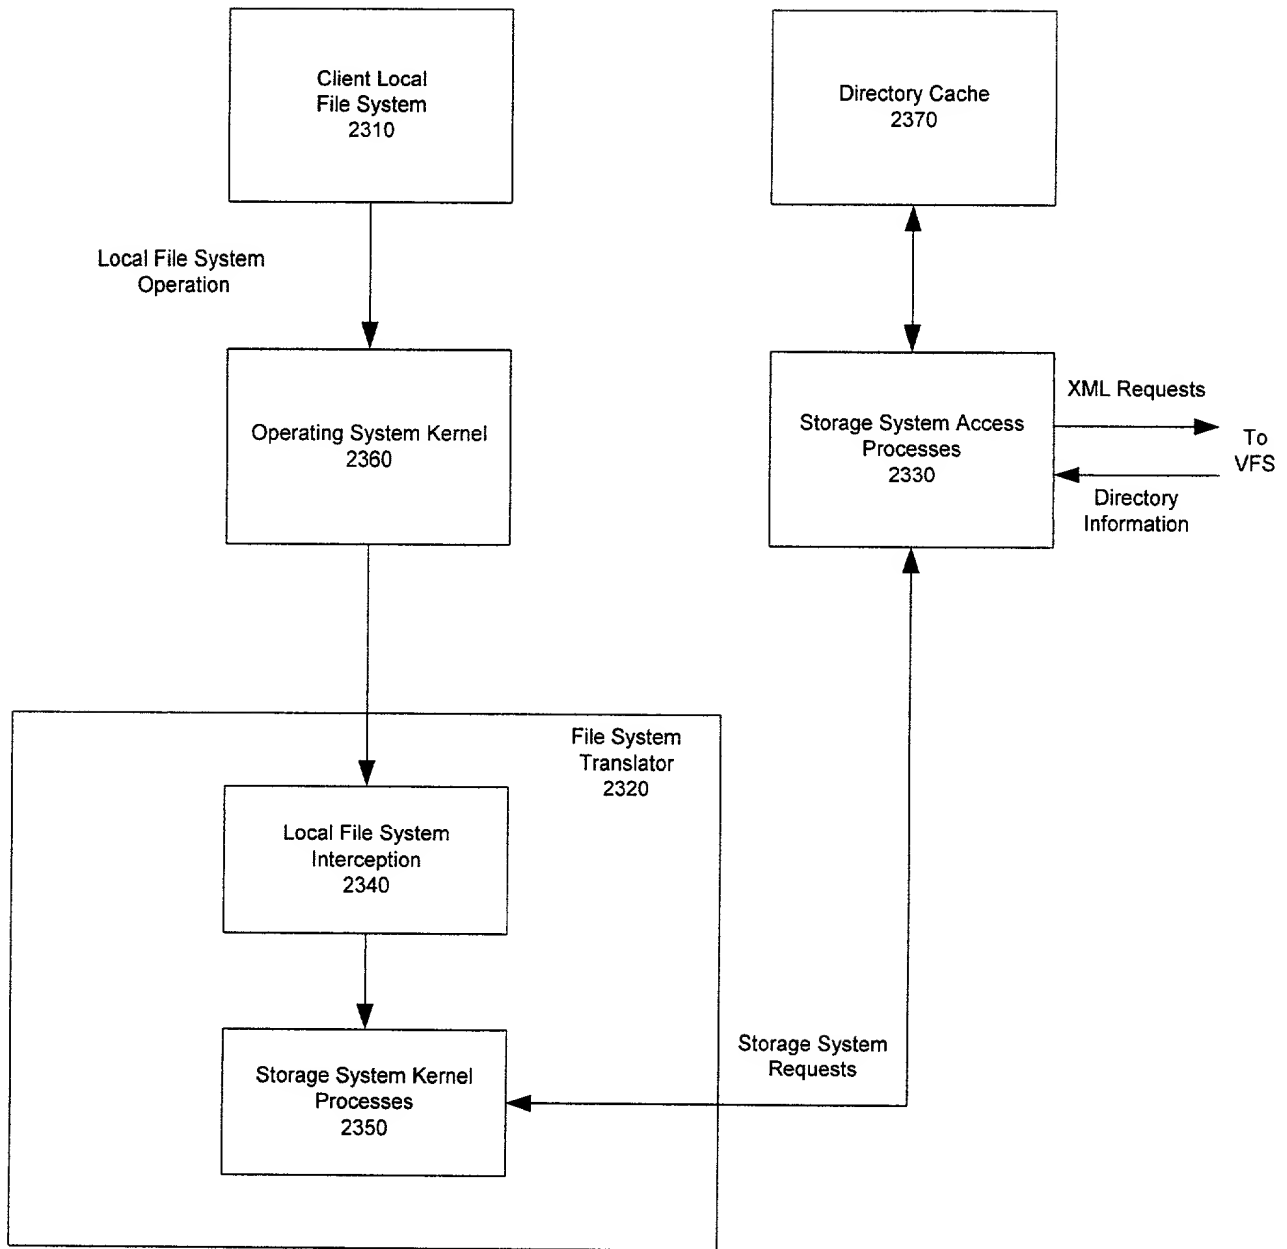 Client Local
File System
2310
Directory Cache
2370
Local File System
Operation
Operating System Kernel
2360
Storage System Access
Processes
2330
XML Requests
To
VFS
Directory
Information
File System
Translator
2320
Local File System
Interception
2340
Storage System Kernel
Processes
2350
Storage System
Requests